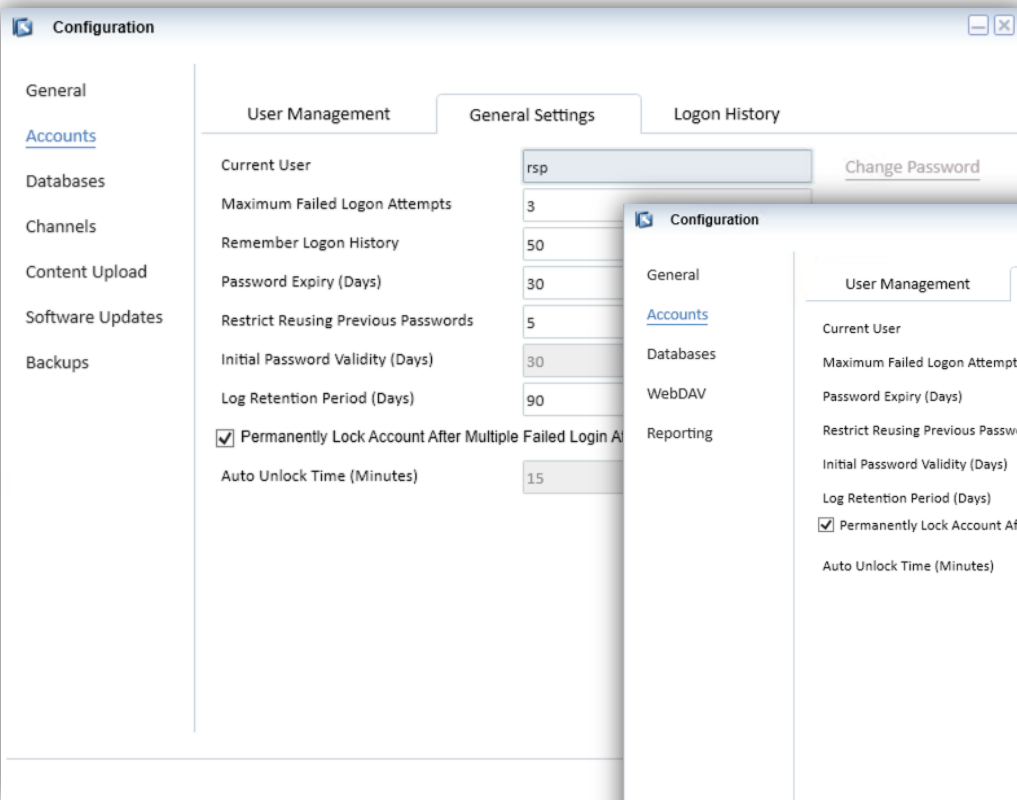 Configuration
General
Accounts
Databases
Channels
Content Upload
Software Updates
Backups
User Management
General Settings
Logon History
Current User
rsp
Change Password
Maximum Failed Logon Attempts
3
Remember Logon History
50
Password Expiry (Days)
30
Restrict Reusing Previous Passwords
5
Initial Password Validity (Days)
30
Log Retention Period (Days)
90
Permanently Lock Account After Multiple Failed Login A
Auto Unlock Time (Minutes)
15
Configuration
General
Accounts
Databases
WebDAV
Reporting
User Management
Current User
Maximum Failed Logon Attempt
Password Expiry (Days)
Restrict Reusing Previous Passw
Initial Password Validity (Days)
Log Retention Period (Days)
Permanently Lock Account Af
Auto Unlock Time (Minutes)